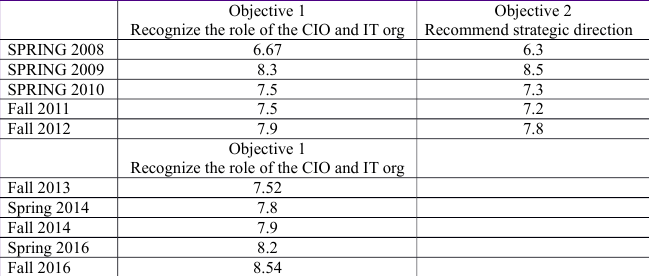 Objective 1 Objective 2
Recognize the role of the CIO and IT org Recommend strategic direction
SPRING 2008 6.67 6.3
SPRING 2009 8.3 8.5
SPRING 2010 7.5 7.3
Fall 2011 7.5 7.2
Fall 2012 7.9 7.8
Objective 1
Recognize the role of the CIO and IT org
Fall 2013 7.52
Spring 2014 7.8
Fall 2014 7.9
Spring 2016 8.2
Fall 2016 8.54